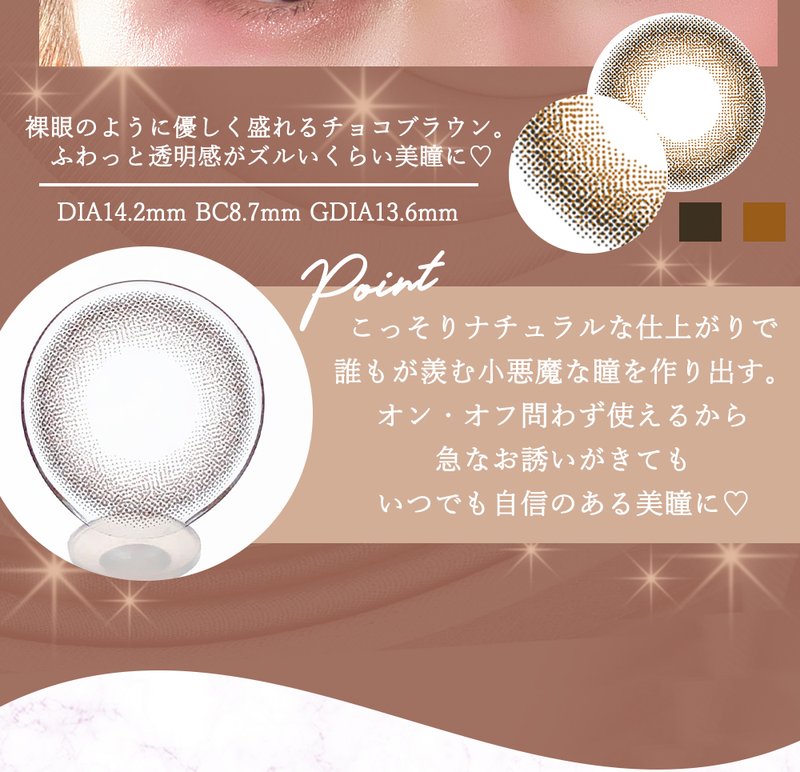 裸眼のように優しく盛れるチョコブラウン。
ふわっと透明感がズルいくらい美瞳に♡
DIA14.2mm BC8.7mm GDIA13.6mm
Point
こっそりナチュラルな仕上がりで
誰もが羨む小悪魔な瞳を作り出す。
オン・オフ問わず使えるから
急なお誘いがきても
いつでも自信のある美瞳に♡